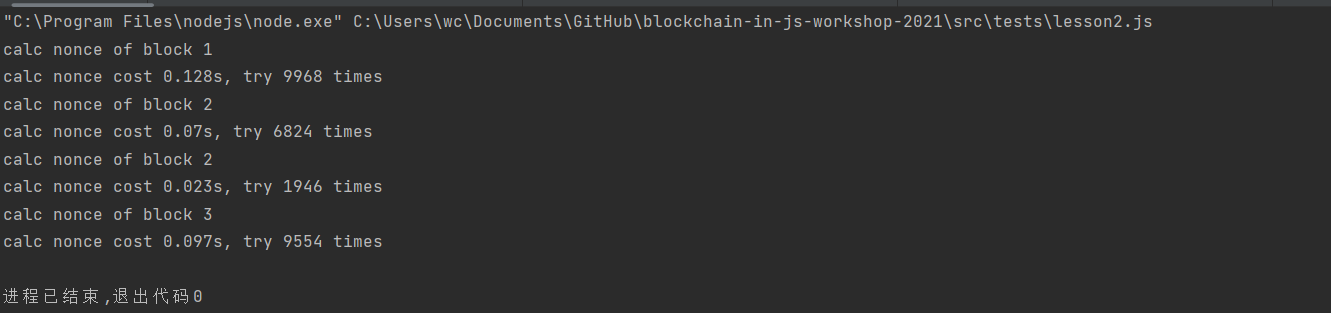 "C:\Program Files\nodejs\node.exe" C:\Users\wc\Documents\GitHub\blockchain-in-js-workshop-2021\src\tests\lesson2.js
calc nonce of block 1
calc nonce cost 0.128s, try 9968 times
calc nonce of block 2
calc nonce cost 0.07s, try 6824 times
calc nonce of block 2
calc nonce cost 0.023s, try 1946 times
calc nonce of block 3
calc nonce cost 0.097s, try 9554 times
进程已结束,退出代码0